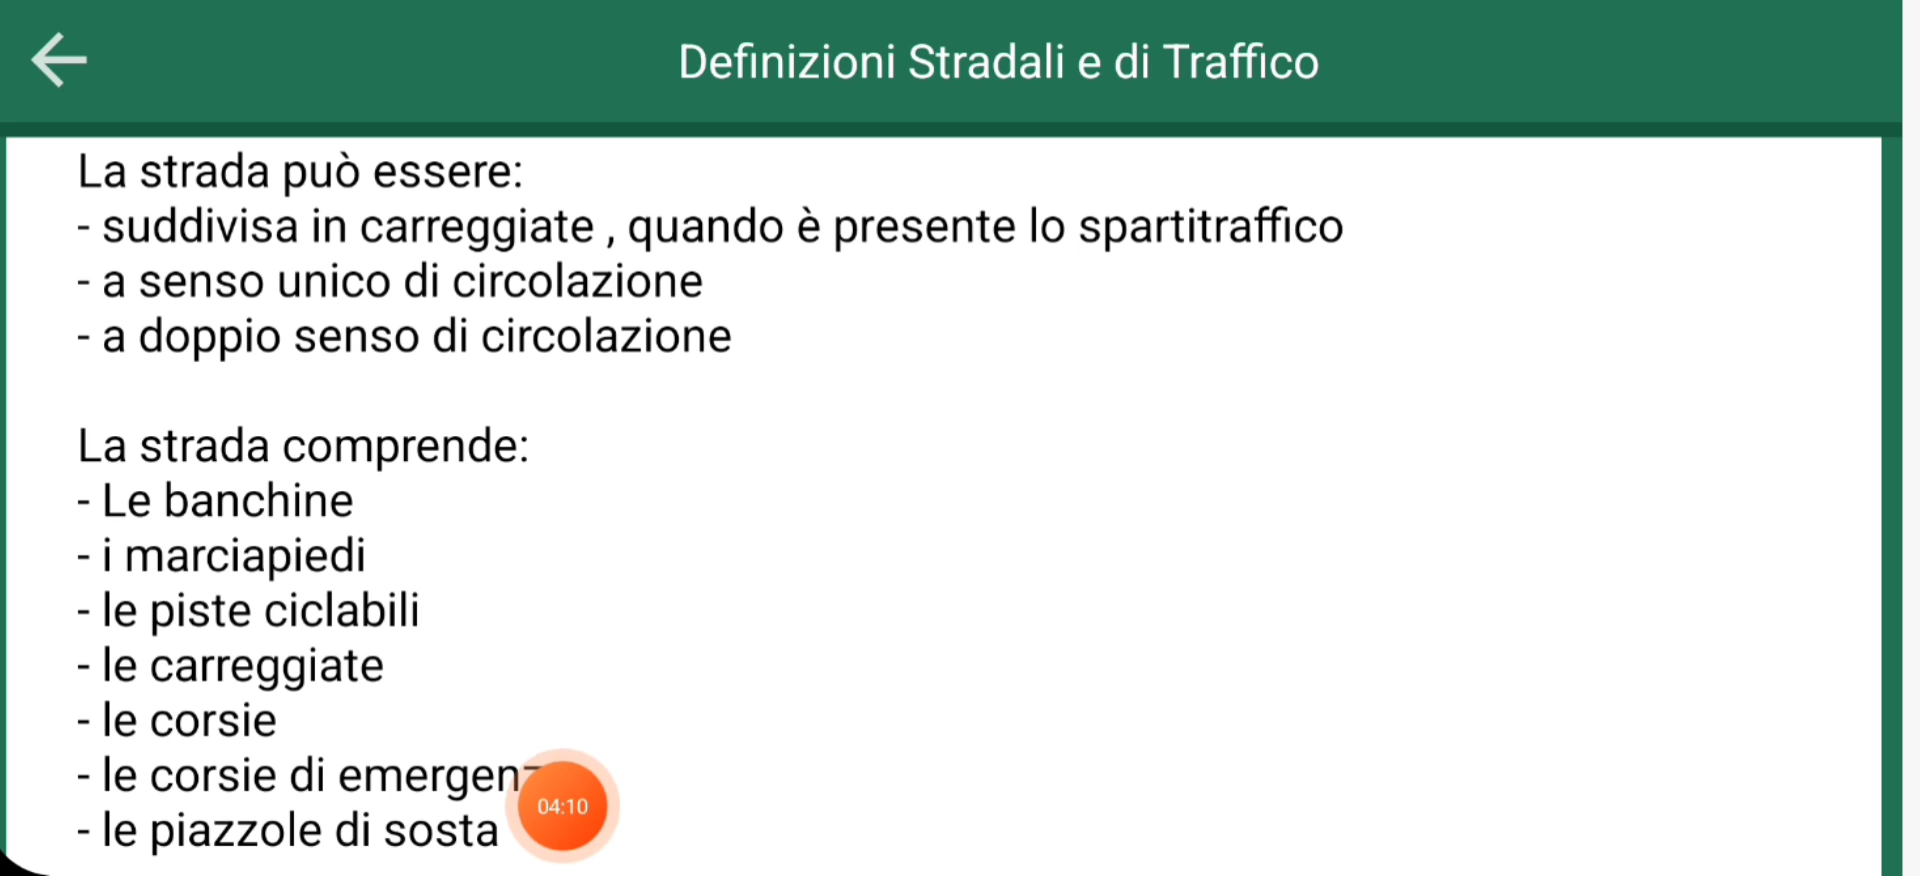 Definizioni Stradali e di Traffico
La strada può essere:
- suddivisa in carreggiate , quando è presente lo spartitraffico
- a senso unico di circolazione
- a doppio senso di circolazione
La strada comprende:
- Le banchine
- i marciapiedi
- le piste ciclabili
- le carreggiate
- le corsie
- le corsie di
- le piazzole di sosta
04:10